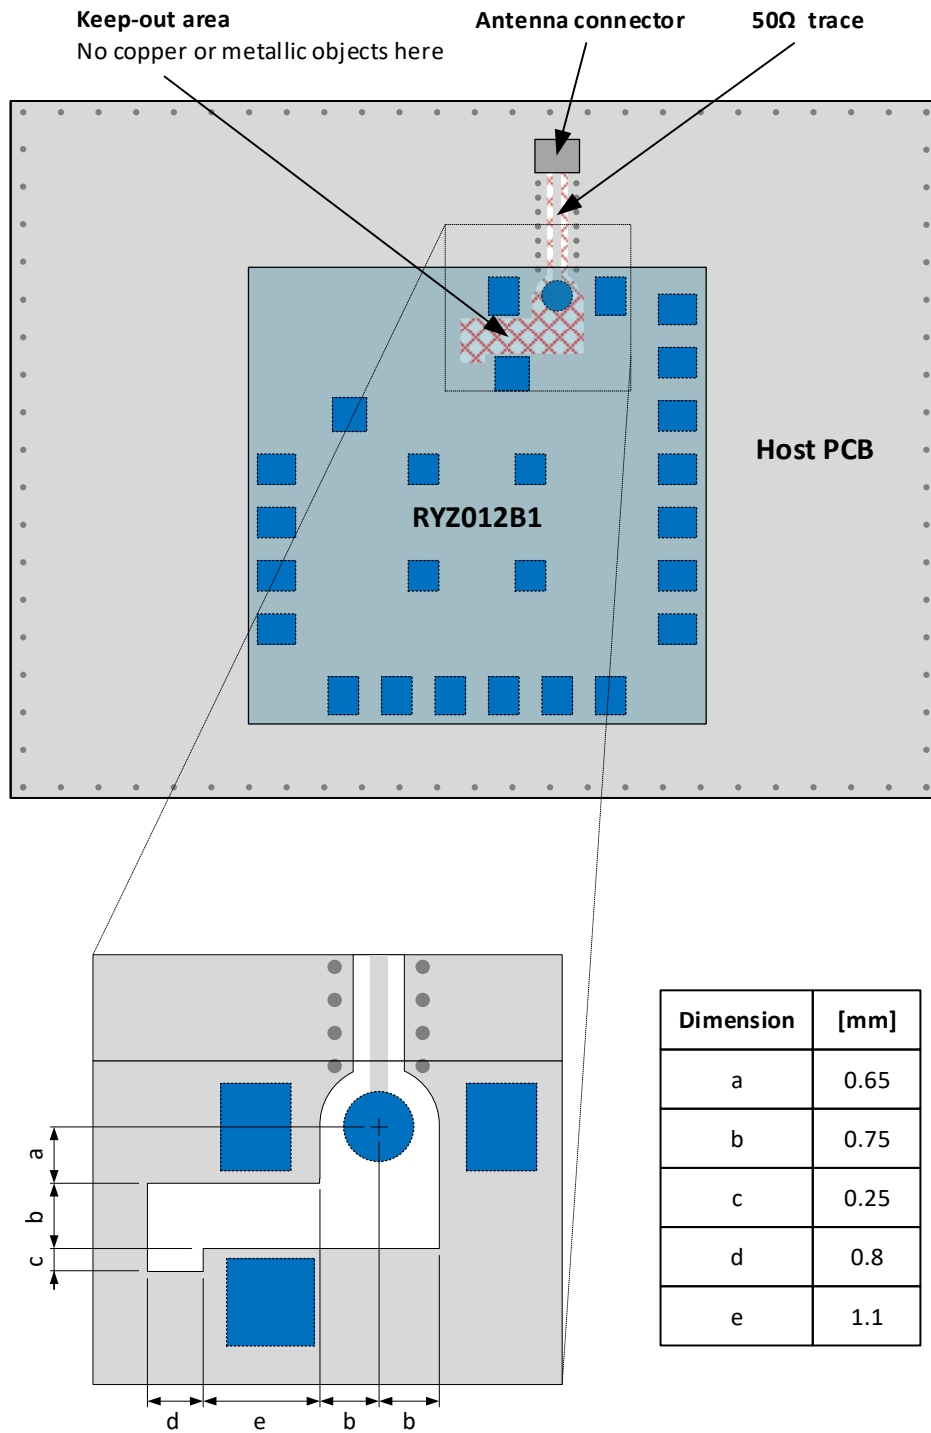 Keep-out area
No copper or metallic objects here
Antenna connector
50Ω trace
Host PCB
RYZ012B1
a
b
c
d
e
b
b
Dimension [mm]
a 0.65
b 0.75
c 0.25
d 0.8
e 1.1